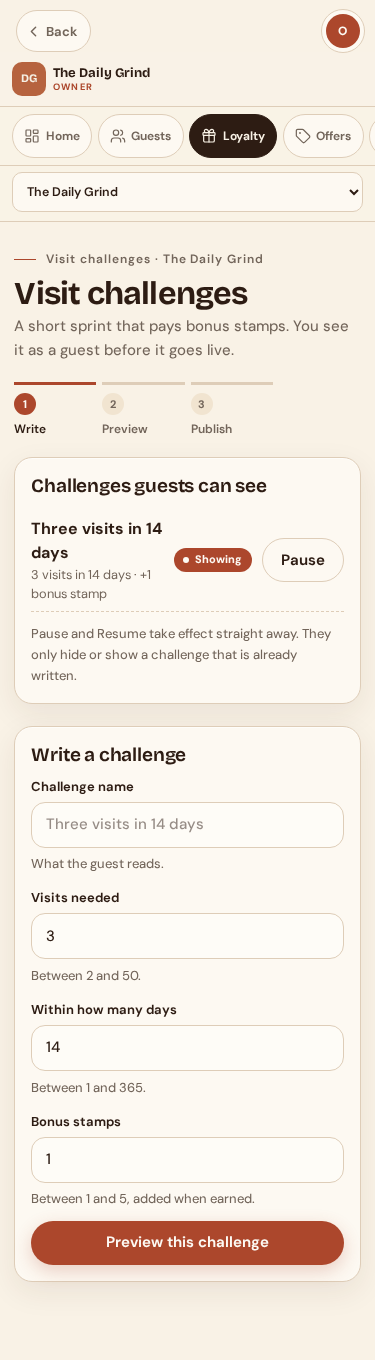 Back
O
DG
The Daily Grind
OWNER
Home
Guests
Loyalty
Offers
The Daily Grind
Visit challenges · The Daily Grind
Visit challenges
A short sprint that pays bonus stamps. You see
it as a guest before it goes live.
1
Write
2
Preview
3
Publish
Challenges guests can see
Three visits in 14
days
3 visits in 14 days · +1
bonus stamp
Showing
Pause
Pause and Resume take effect straight away. They
only hide or show a challenge that is already
written.
Write a challenge
Challenge name
Three visits in 14 days
What the guest reads.
Visits needed
3
Between 2 and 50.
Within how many days
14
Between 1 and 365.
Bonus stamps
1
Between 1 and 5, added when earned.
Preview this challenge